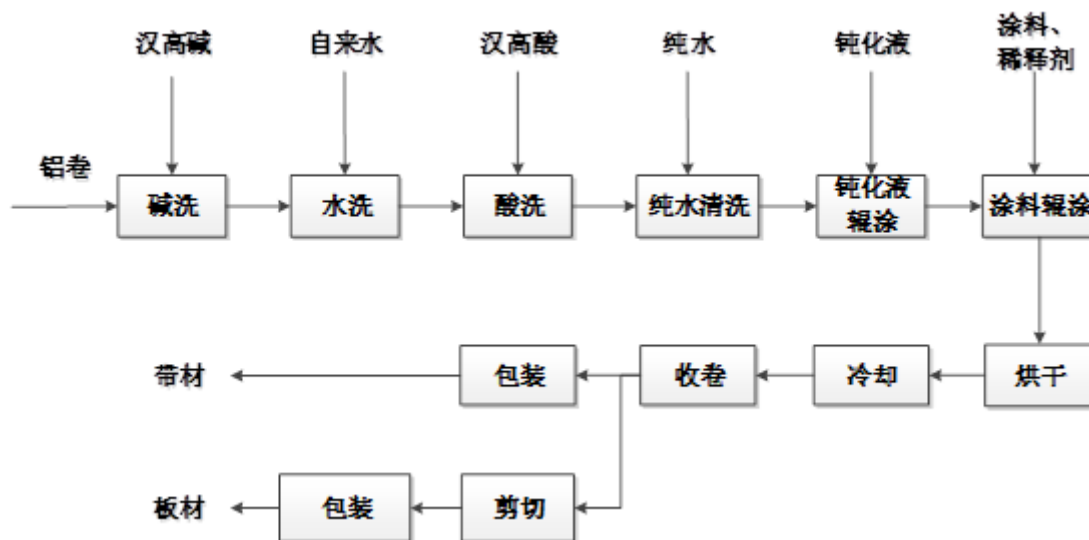 汉高碱
自来水
汉高酸
纯水
钝化液
涂料、
稀释剂
铝卷
碱洗
水洗
酸洗
纯水清洗
钝化液
辊涂
涂料辊涂
带材
包装
收卷
冷却
烘干
板材
包装
剪切